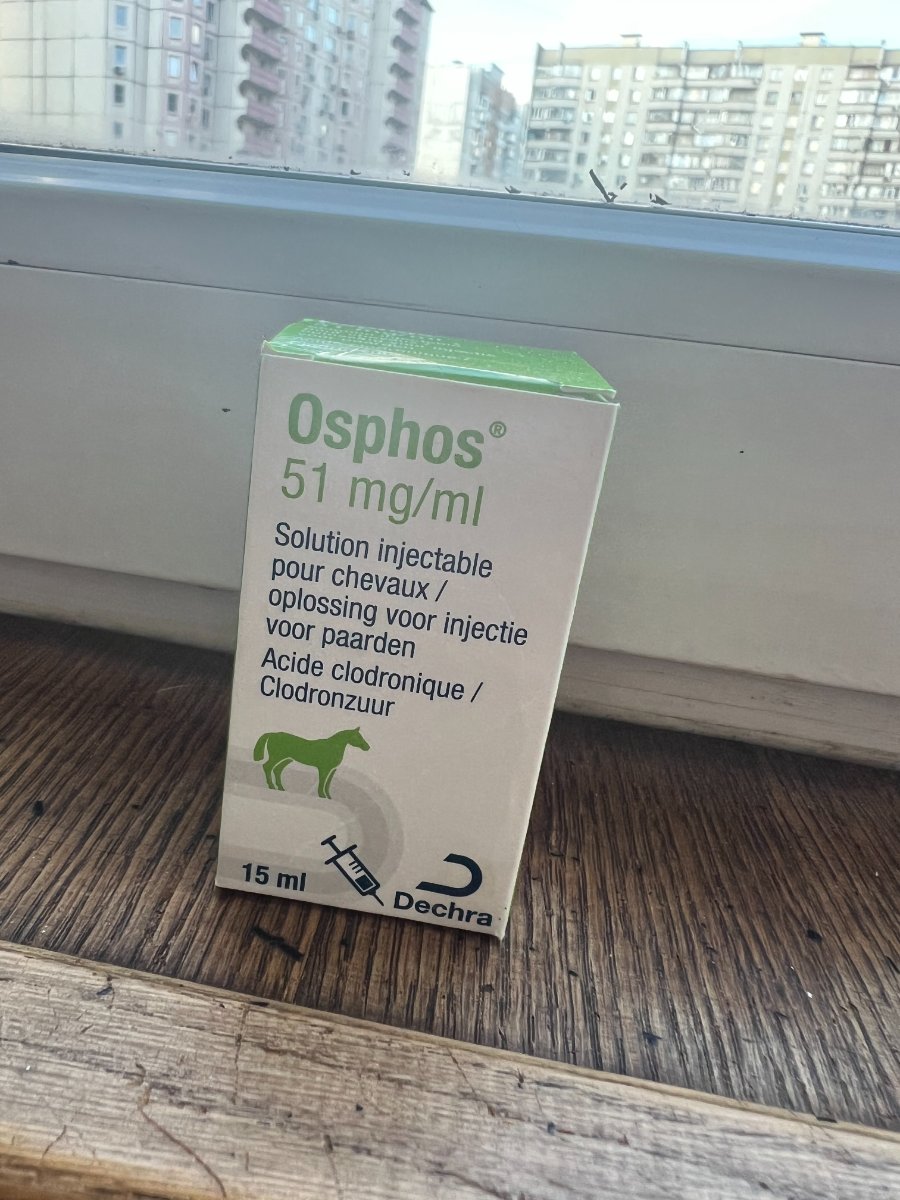 Osphos®
51 mg/ml
Solution injectable
pour chevaux /
oplossing voor injectie
voor paarden
Acide clodronique /
Clodronzuur
15 ml
Dechra